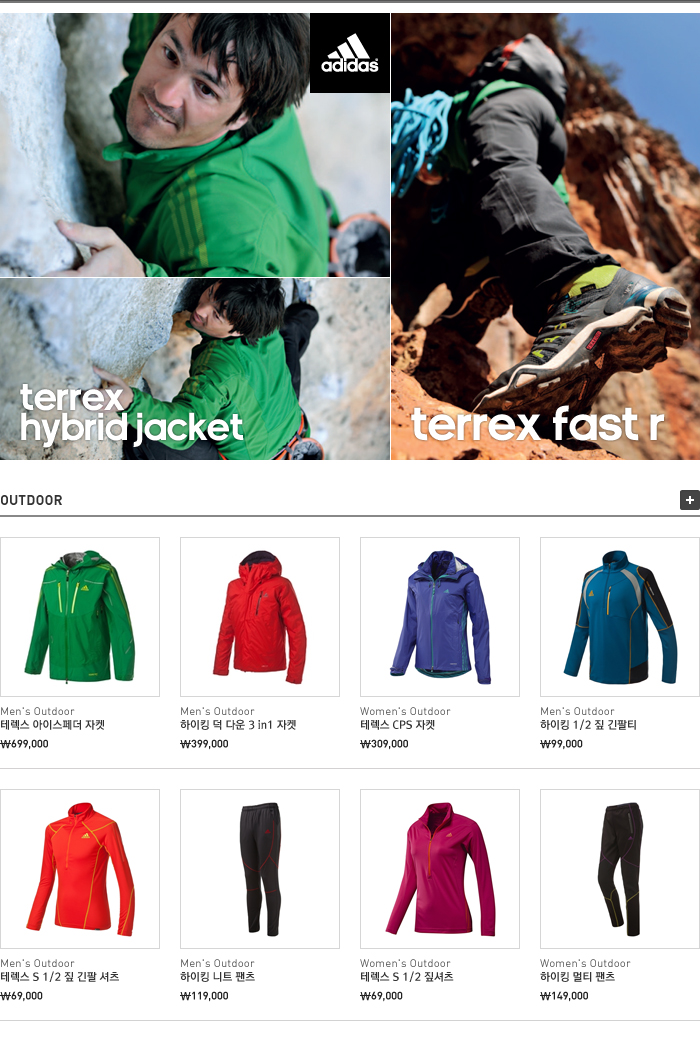 adidas
terrex
hybrid jacket
terrex fast r
OUTDOOR
Men's Outdoor
테렉스 아이스페더 자켓
₩699,000
Men's Outdoor
하이킹 덕 다운 3 in1 자켓
₩399,000
Women's Outdoor
테렉스 CPS 자켓
₩309,000
Men's Outdoor
하이킹 1/2 짚 긴팔티
₩99,000
Men's Outdoor
테렉스 S 1/2 짚 긴팔 셔츠
₩69,000
Men's Outdoor
하이킹 니트 팬츠
₩119,000
Women's Outdoor
테렉스 S 1/2 짚셔츠
₩69,000
Women's Outdoor
하이킹 멀티 팬츠
₩149,000